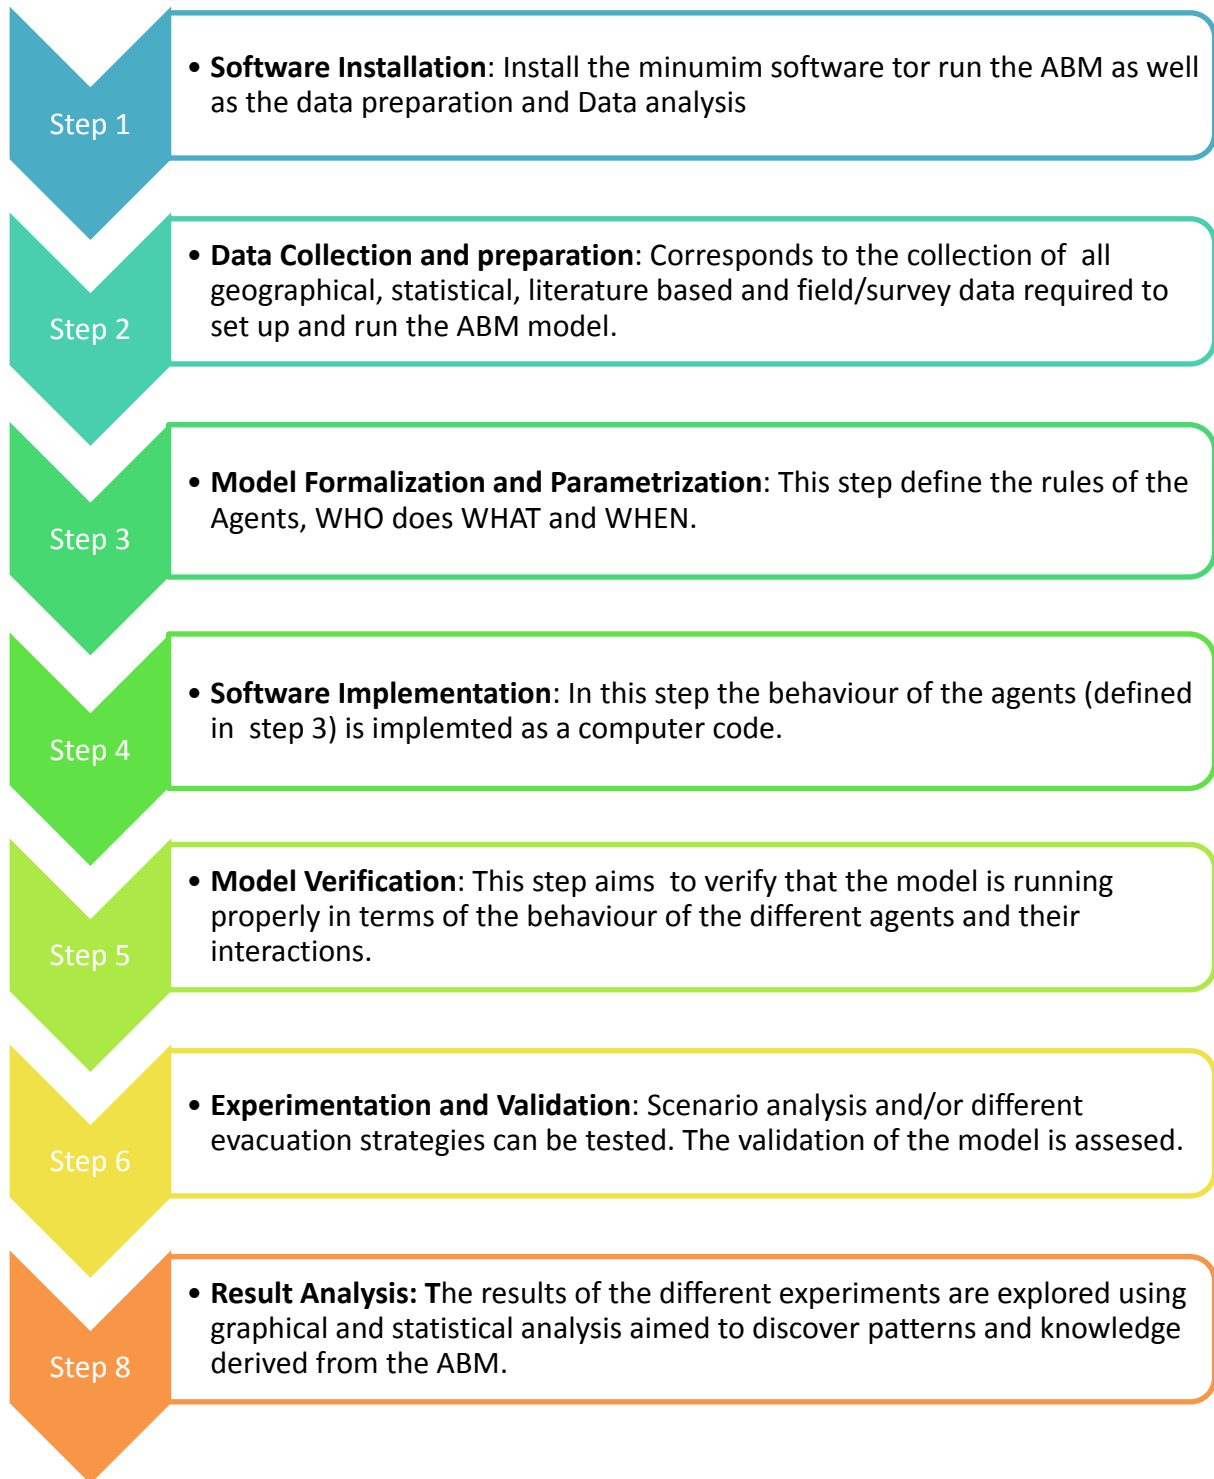 Step 1
• Software Installation: Install the minumim software tor run the ABM as well
as the data preparation and Data analysis
Step 2
• Data Collection and preparation: Corresponds to the collection of  all
geographical, statistical, literature based and field/survey data required to
set up and run the ABM model.
Step 3
• Model Formalization and Parametrization: This step define the rules of the
Agents, WHO does WHAT and WHEN.
Step 4
• Software Implementation: In this step the behaviour of the agents (defined
in  step 3) is implemted as a computer code.
Step 5
• Model Verification: This step aims  to verify that the model is running
properly in terms of the behaviour of the different agents and their
interactions.
Step 6
• Experimentation and Validation: Scenario analysis and/or different
evacuation strategies can be tested. The validation of the model is assesed.
Step 8
• Result Analysis: The results of the different experiments are explored using
graphical and statistical analysis aimed to discover patterns and knowledge
derived from the ABM.